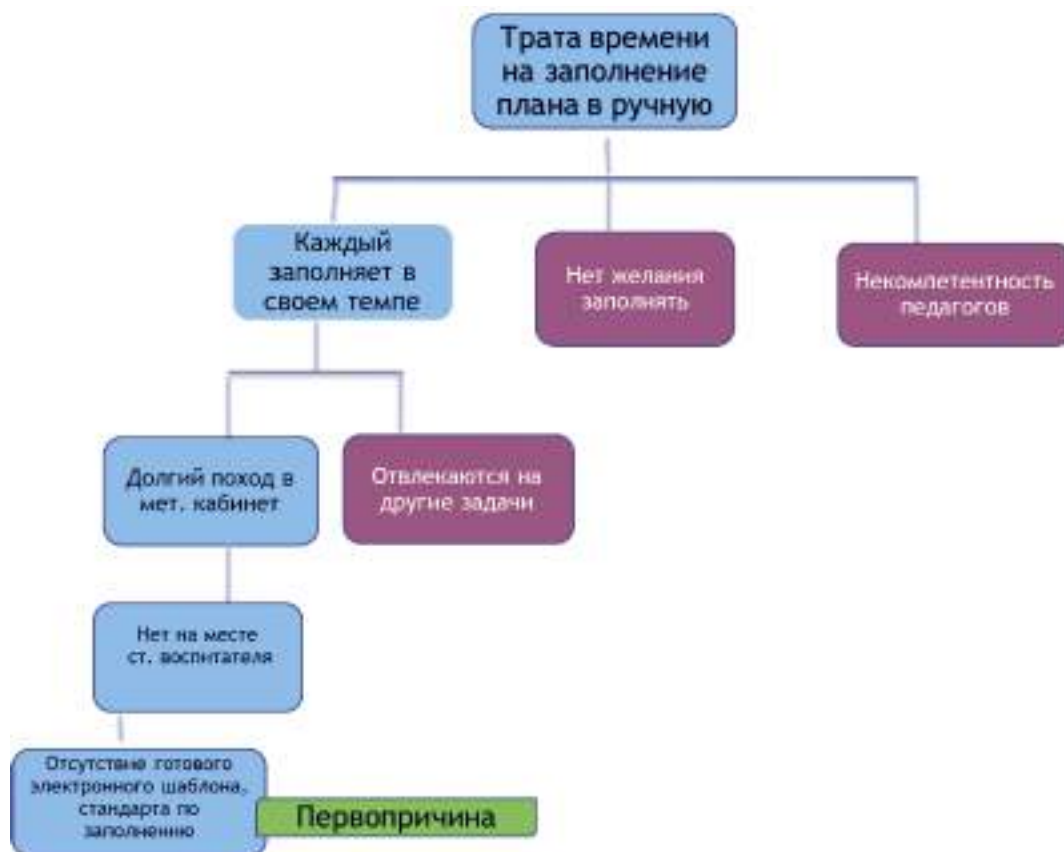 Трата времени
на заполнение
плана в ручную
Каждый
заполняет в
своем темпе
Нет желания
заполнять
Некомпетентность
педагогов
Долгий поход в
мет. кабинет
Отвлекаются на
другие задачи
Нет на месте
ст. воспитателя
Отсутствие готового
электронного шаблона,
стандарта по
заполнению
Первопричина